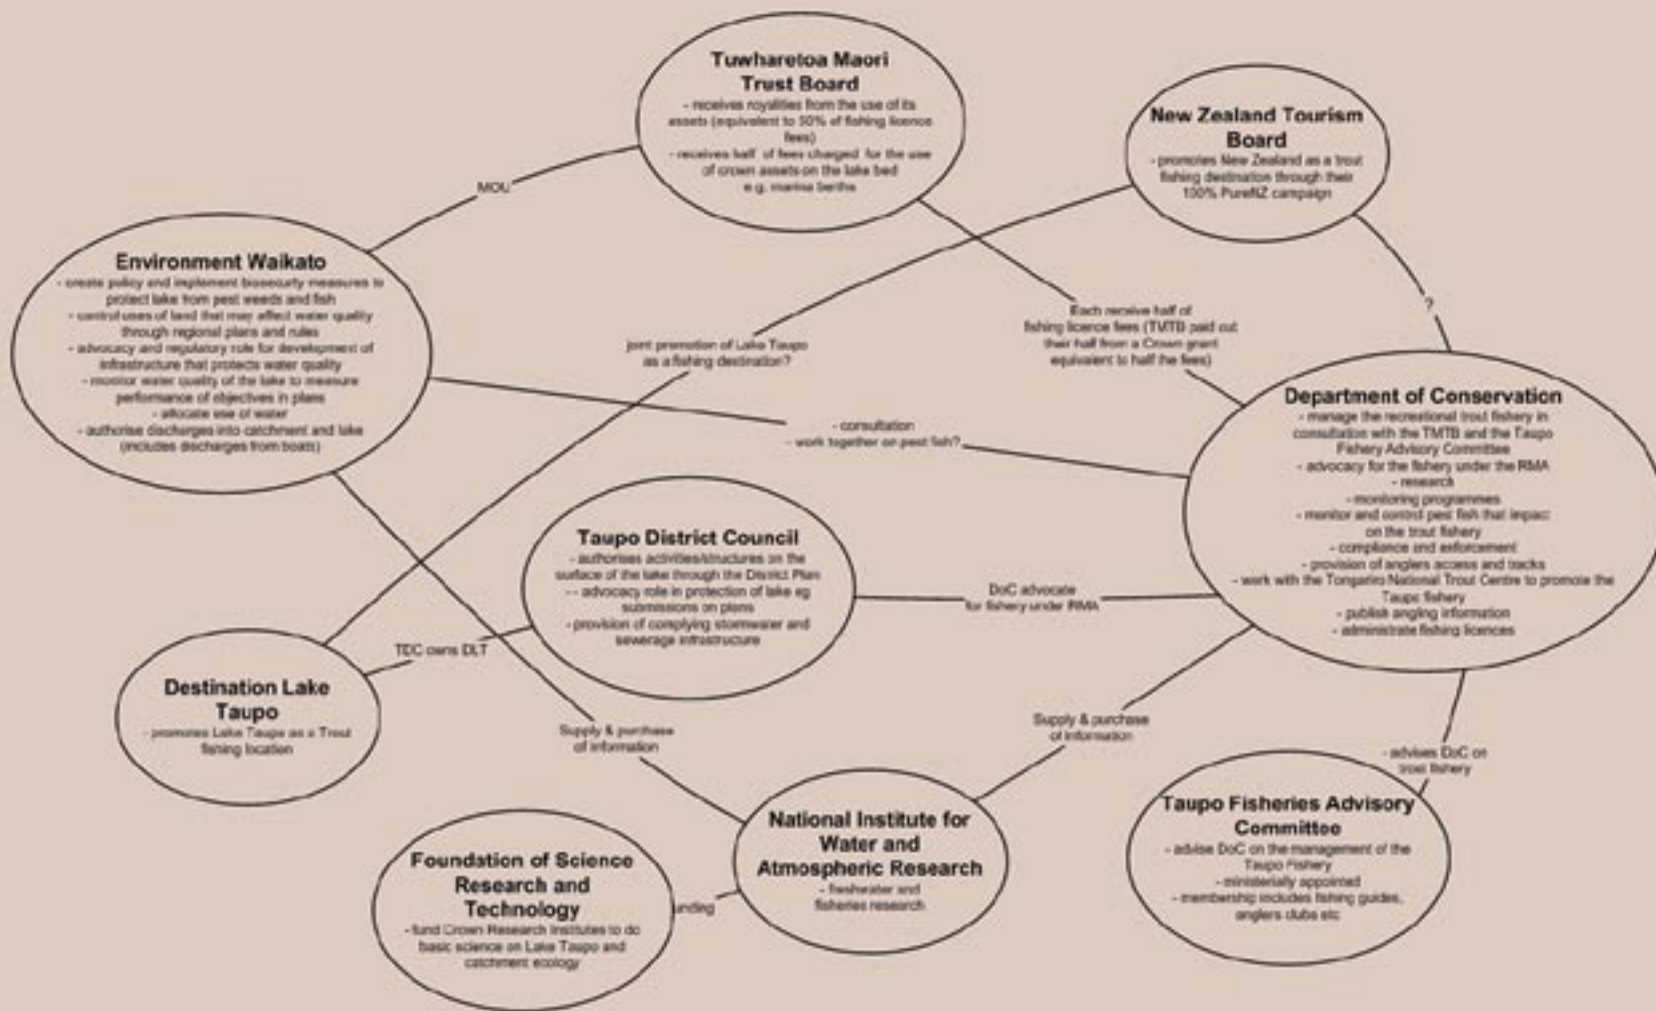 Tuwharetoa Maori
Trust Board
- receives royalities from the use of its
assets (equivalent to 50% of fishing licence
fees)
- receives half of fees charged for the use
of crown assets on the lake bed
e.g. marina berths
New Zealand Tourism
Board
- promotes New Zealand as a trout
fishing destination through their
100% PureNZ campaign
MOU
Environment Waikato
- create policy and implement biosecurty measures to
protect lake from pest weeds and fish
- control uses of land that may affect water quality
through regional plans and rules
- advocacy and regulatory role for development of
infrastructure that protects water quality
- monitor water quality of the lake to measure
performance of objectives in plans
- allocate use of water
- authorise discharges into catchment and lake
(includes discharges from boats)
joint promotion of Lake Taupo
as a fishing destination?
Each receive half of
fishing licence fees (TMTB paid out
their half from a Crown grant
equivalent to half the fees)
?
Department of Conservation
- manage the recreational trout fishery in
consultation with the TMTB and the Taupo
Fishery Advisory Committee
- advocacy for the fishery under the RMA
- research
- monitoring programmes
- monitor and control pest fish that impact
on the trout fishery
- compliance and enforcement
- provision of anglers access and tracks
- work with the Tongariro National Trout Centre to promote the
Taupo fishery
- publish angling information
- administrate fishing licences
- consultation
- work together on pest fish?
Taupo District Council
- authorises activities/structures on the
surface of the lake through the District Plan
- - advocacy role in protection of lake eg
submissions on plans
- provision of complying stormwater and
sewerage infrastructure
DoC advocate
for fishery under RMA
TDC owns DLT
Destination Lake
Taupo
- promotes Lake Taupo as a Trout
fishing location
Supply & purchase
of information
Supply & purchase
of information
- advises DoC on
trout fishery
National Institute for
Water and
Atmospheric Research
- freshwater and
fisheries research
Taupo Fisheries Advisory
Committee
- advise DoC on the management of the
Taupo Fishery
- ministerially appointed
- membership includes fishing guides,
anglers clubs etc
Foundation of Science
Research and
Technology
- fund Crown Research Institutes to do
basic science on Lake Taupo and
catchment ecology
unding